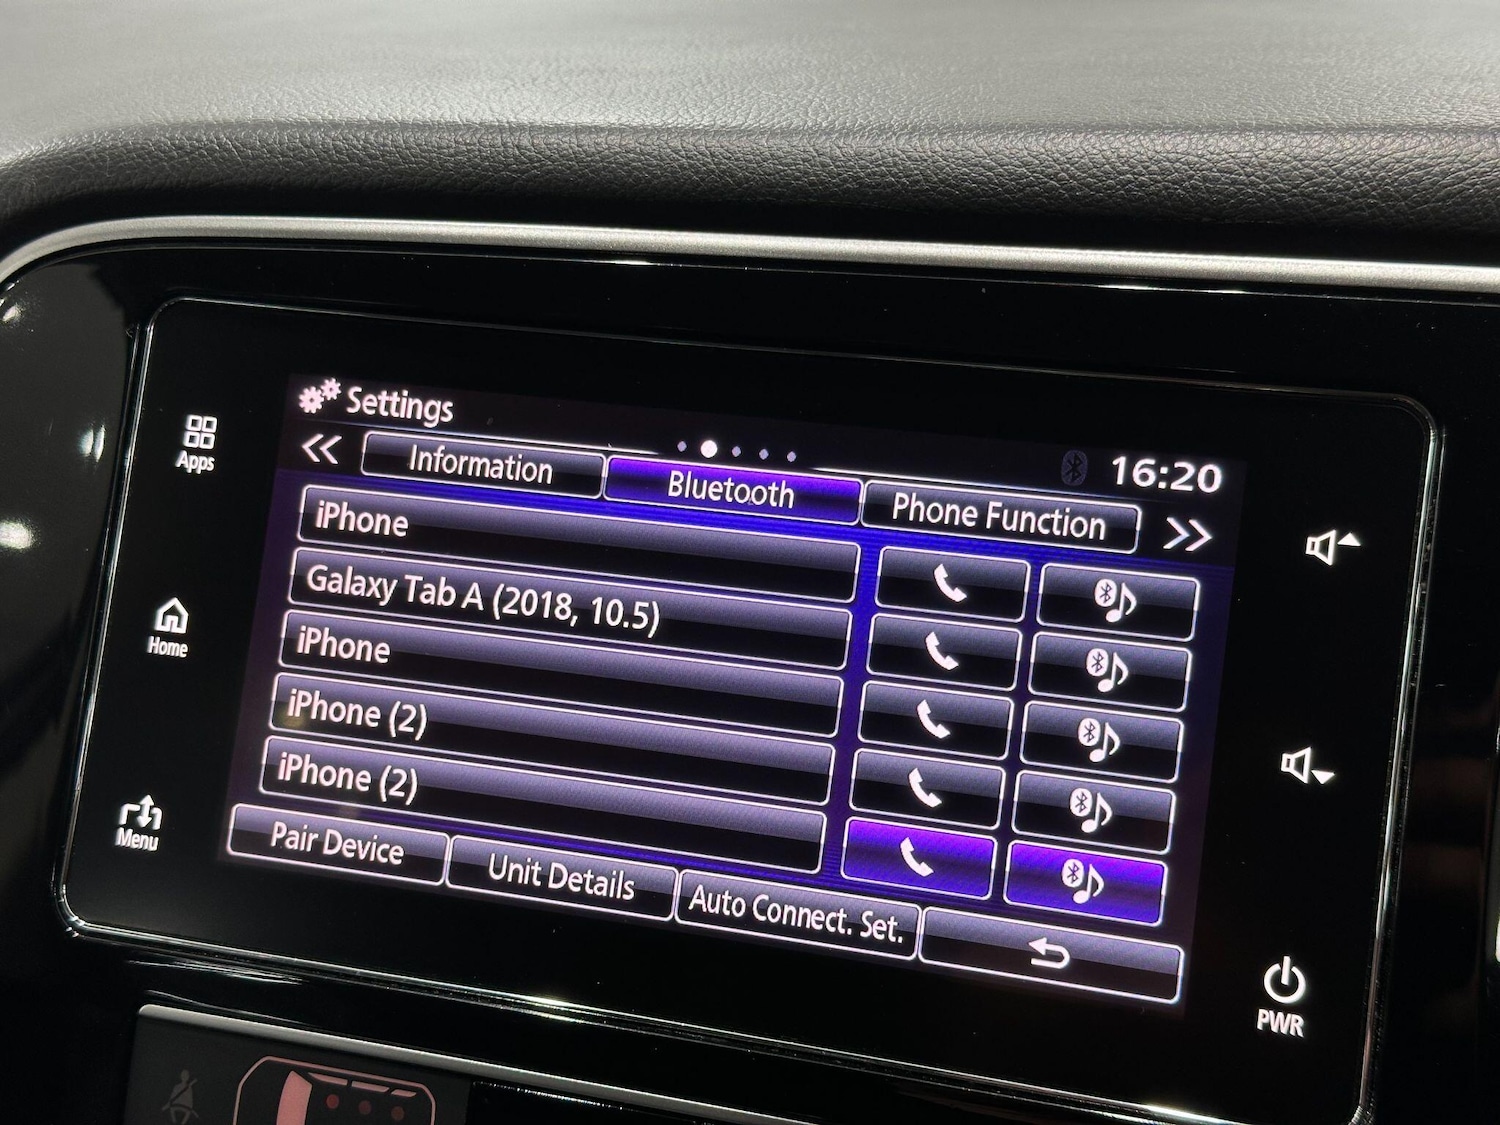 Settings
16:20
Information Bluetooth Phone Function
iPhone
Galaxy Tab A (2018, 10.5)
iPhone
iPhone (2)
iPhone (2)
Pair Device Unit Details Auto Connect. Set.
Apps
Home
Menu
PWR